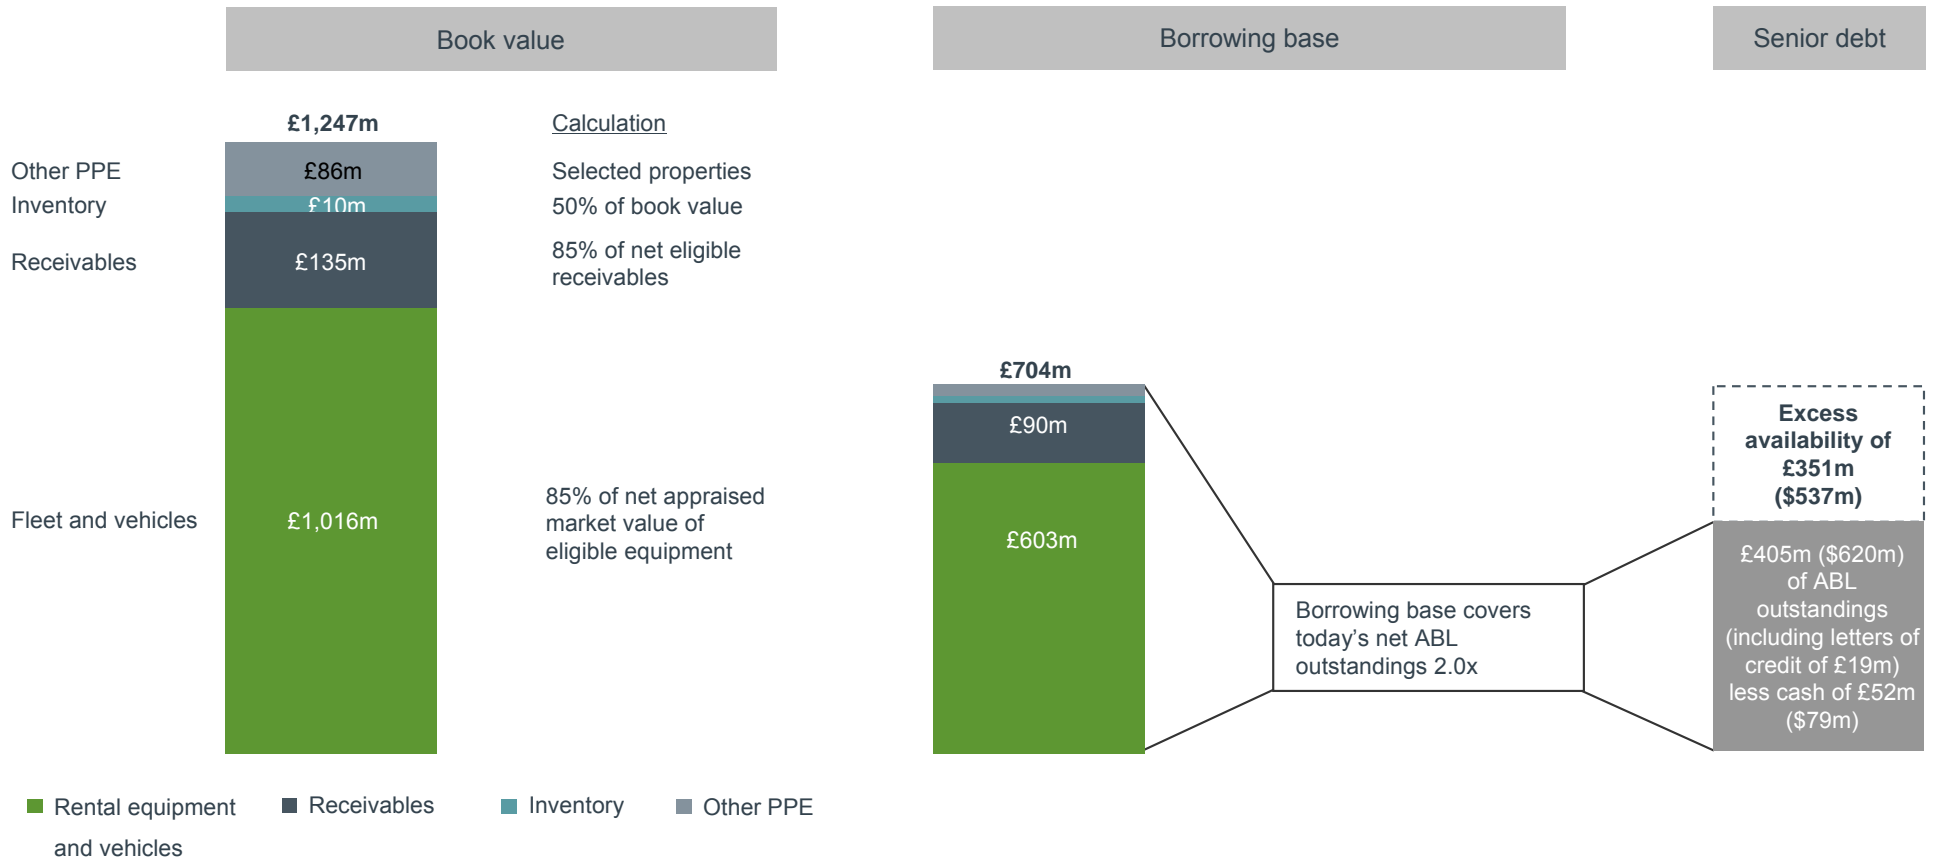 Book value
Borrowing base
Senior debt
£1,247m
Calculation
Other PPE
£86m
Selected properties
Inventory
£10m
50% of book value
Receivables
£135m
85% of net eligible
receivables
Fleet and vehicles
£1,016m
85% of net appraised
market value of
eligible equipment
£704m
£90m
£603m
Borrowing base covers
today’s net ABL
outstandings 2.0x
Excess
availability of
£351m
($537m)
£405m ($620m)
of ABL
outstandings
(including letters of
credit of £19m)
less cash of £52m
($79m)
Rental equipment
and vehicles
Receivables
Inventory
Other PPE